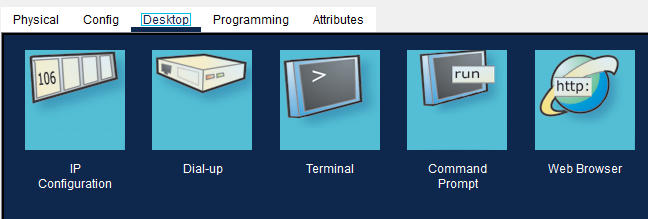 Physical Config Desktop Programming Attributes
106
>
run
http:
IP
Configuration
Dial-up
Terminal
Command
Prompt
Web Browser